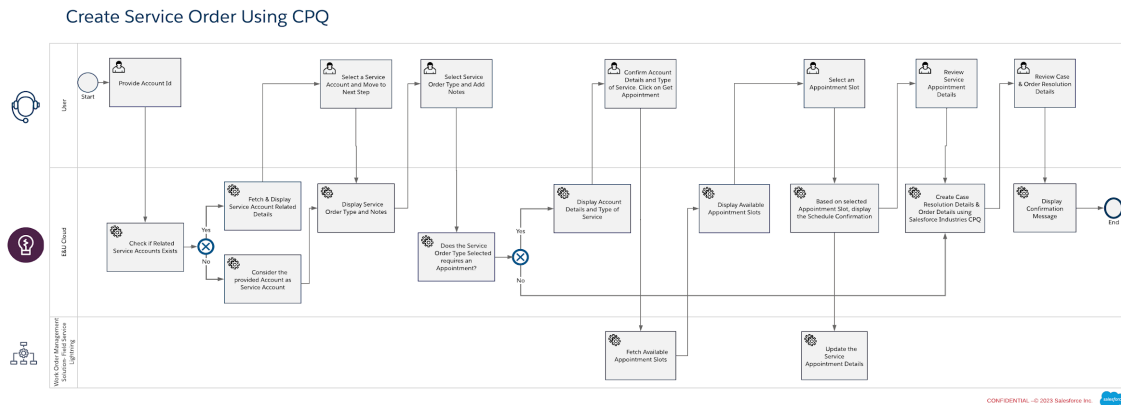 Create Service Order Using CPQ
User
Start
Provide Account Id
Select a Service
Account and Move to
Next Step
Select Service
Order Type and Add
Notes
Confirm Account
Details and Type
of Service. Click on Get
Appointment
Select an
Appointment Slot
Review
Service
Appointment
Details
Review Case
& Order Resolution
Details
E&U Cloud
Check if Related
Service Accounts Exists
Yes
No
Fetch & Display
Service Account Related
Details
Consider the
provided Account as
Service Account
Display Service
Order Type and Notes
Does the Service
Order Type Selected
requires an
Appointment?
Yes
No
Display Account
Details and Type of
Service
Display Available
Appointment Slots
Based on selected
Appointment Slot, display
the Schedule Confirmation
Create Case
Resolution Details &
Order Details using
Salesforce Industries CPQ
Display
Confirmation
Message
End
Work Order Management
Solution- Field Service
Lightning
Fetch Available
Appointment Slots
Update the
Service
Appointment Details
CONFIDENTIAL –© 2023 Salesforce Inc
salesforce